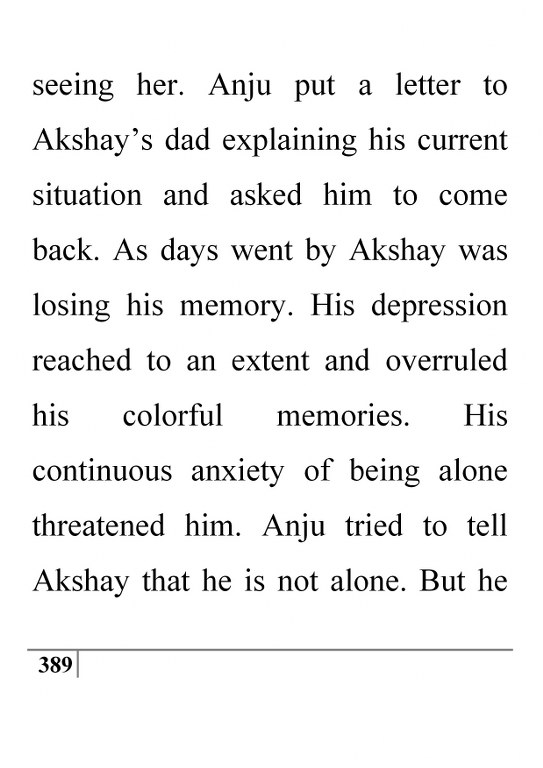 seeing her. Anju put a letter to
Akshay’s dad explaining his current
situation and asked him to come
back. As days went by Akshay was
losing his memory. His depression
reached to an extent and overruled
his colorful memories. His
continuous anxiety of being alone
threatened him. Anju tried to tell
Akshay that he is not alone. But he
389